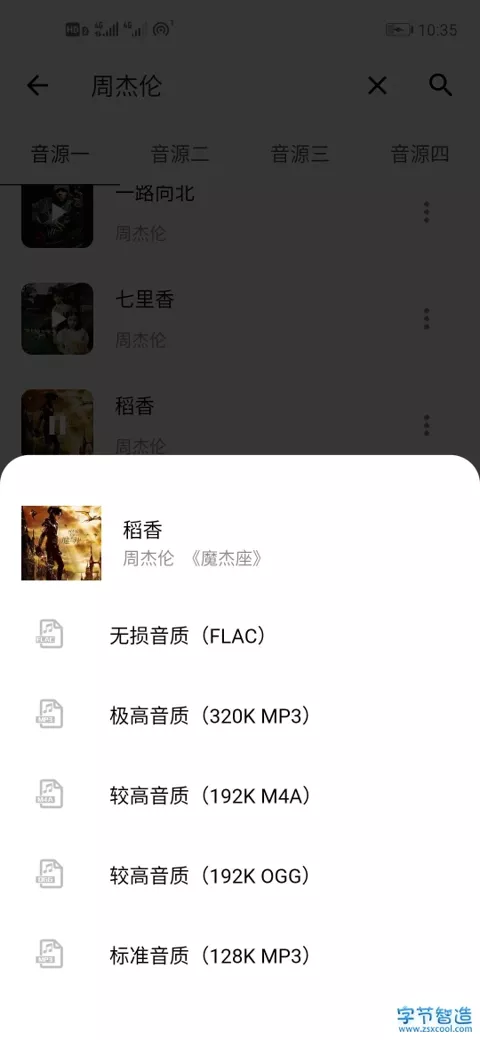 10:35
周杰伦
音源一 音源二 音源三 音源四
一路向北
周杰伦
七里香
周杰伦
稻香
周杰伦
稻香
周杰伦 《魔杰座》
FLAC 无损音质（FLAC）
MP3 极高音质（320K MP3）
M4A 较高音质（192K M4A）
OGG 较高音质（192K OGG）
MP3 标准音质（128K MP3）
字节智造
www.zsxcool.com